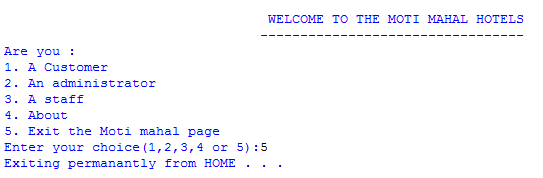 WELCOME TO THE MOTI MAHAL HOTELS
---------------------------------
Are you :
1. A Customer
2. An administrator
3. A staff
4. About
5. Exit the Moti mahal page
Enter your choice(1,2,3,4 or 5):5
Exiting permanantly from HOME . . .